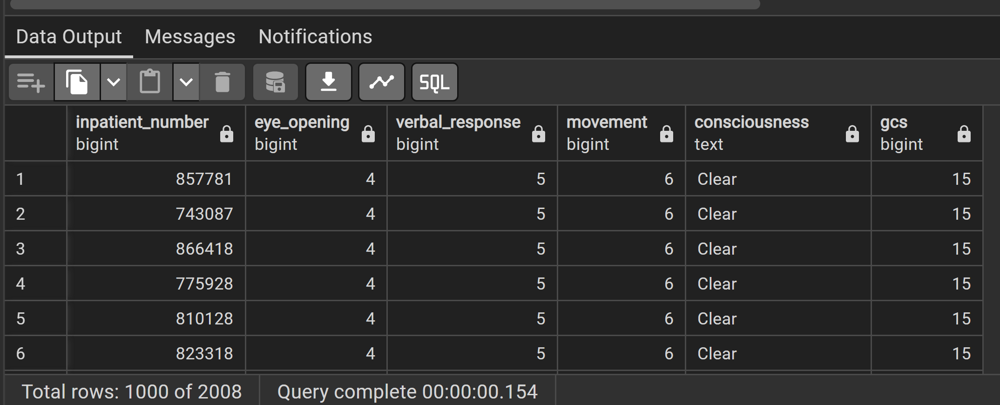 Data Output Messages Notifications
SQL
inpatient_number eye_opening verbal_response movement consciousness gcs
bigint bigint bigint bigint text bigint
1 857781 4 5 6 Clear 15
2 743087 4 5 6 Clear 15
3 866418 4 5 6 Clear 15
4 775928 4 5 6 Clear 15
5 810128 4 5 6 Clear 15
6 823318 4 5 6 Clear 15
Total rows: 1000 of 2008 Query complete 00:00:00.154